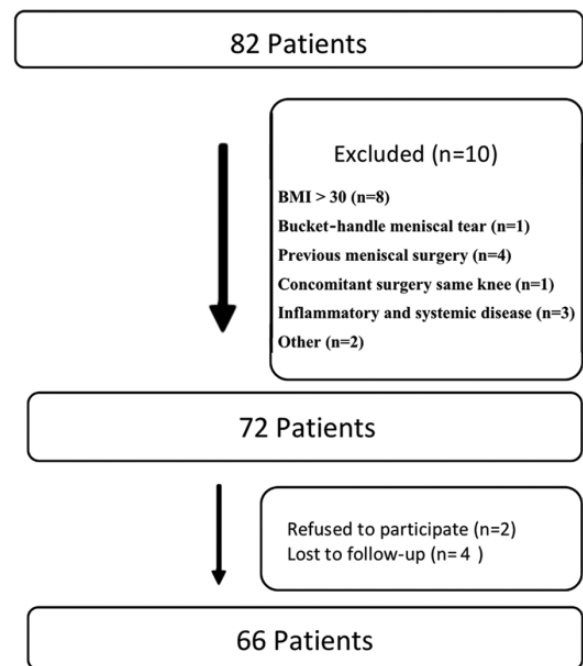 82 Patients
Excluded (n=10)
BMI > 30 (n=8)
Bucket-handle meniscal tear (n=1)
Previous meniscal surgery (n=4)
Concomitant surgery same knee (n=1)
Inflammatory and systemic disease (n=3)
Other (n=2)
72 Patients
Refused to participate (n=2)
Lost to follow-up (n= 4 )
66 Patients